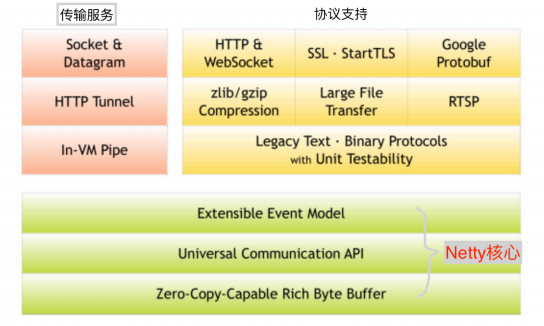 传输服务
协议支持
Socket &
Datagram
HTTP Tunnel
In-VM Pipe
HTTP &
WebSocket
SSL · StartTLS
Google
Protobuf
zlib/gzip
Compression
Large File
Transfer
RTSP
Legacy Text · Binary Protocols
with Unit Testability
Extensible Event Model
Universal Communication API
Zero-Copy-Capable Rich Byte Buffer
Netty核心